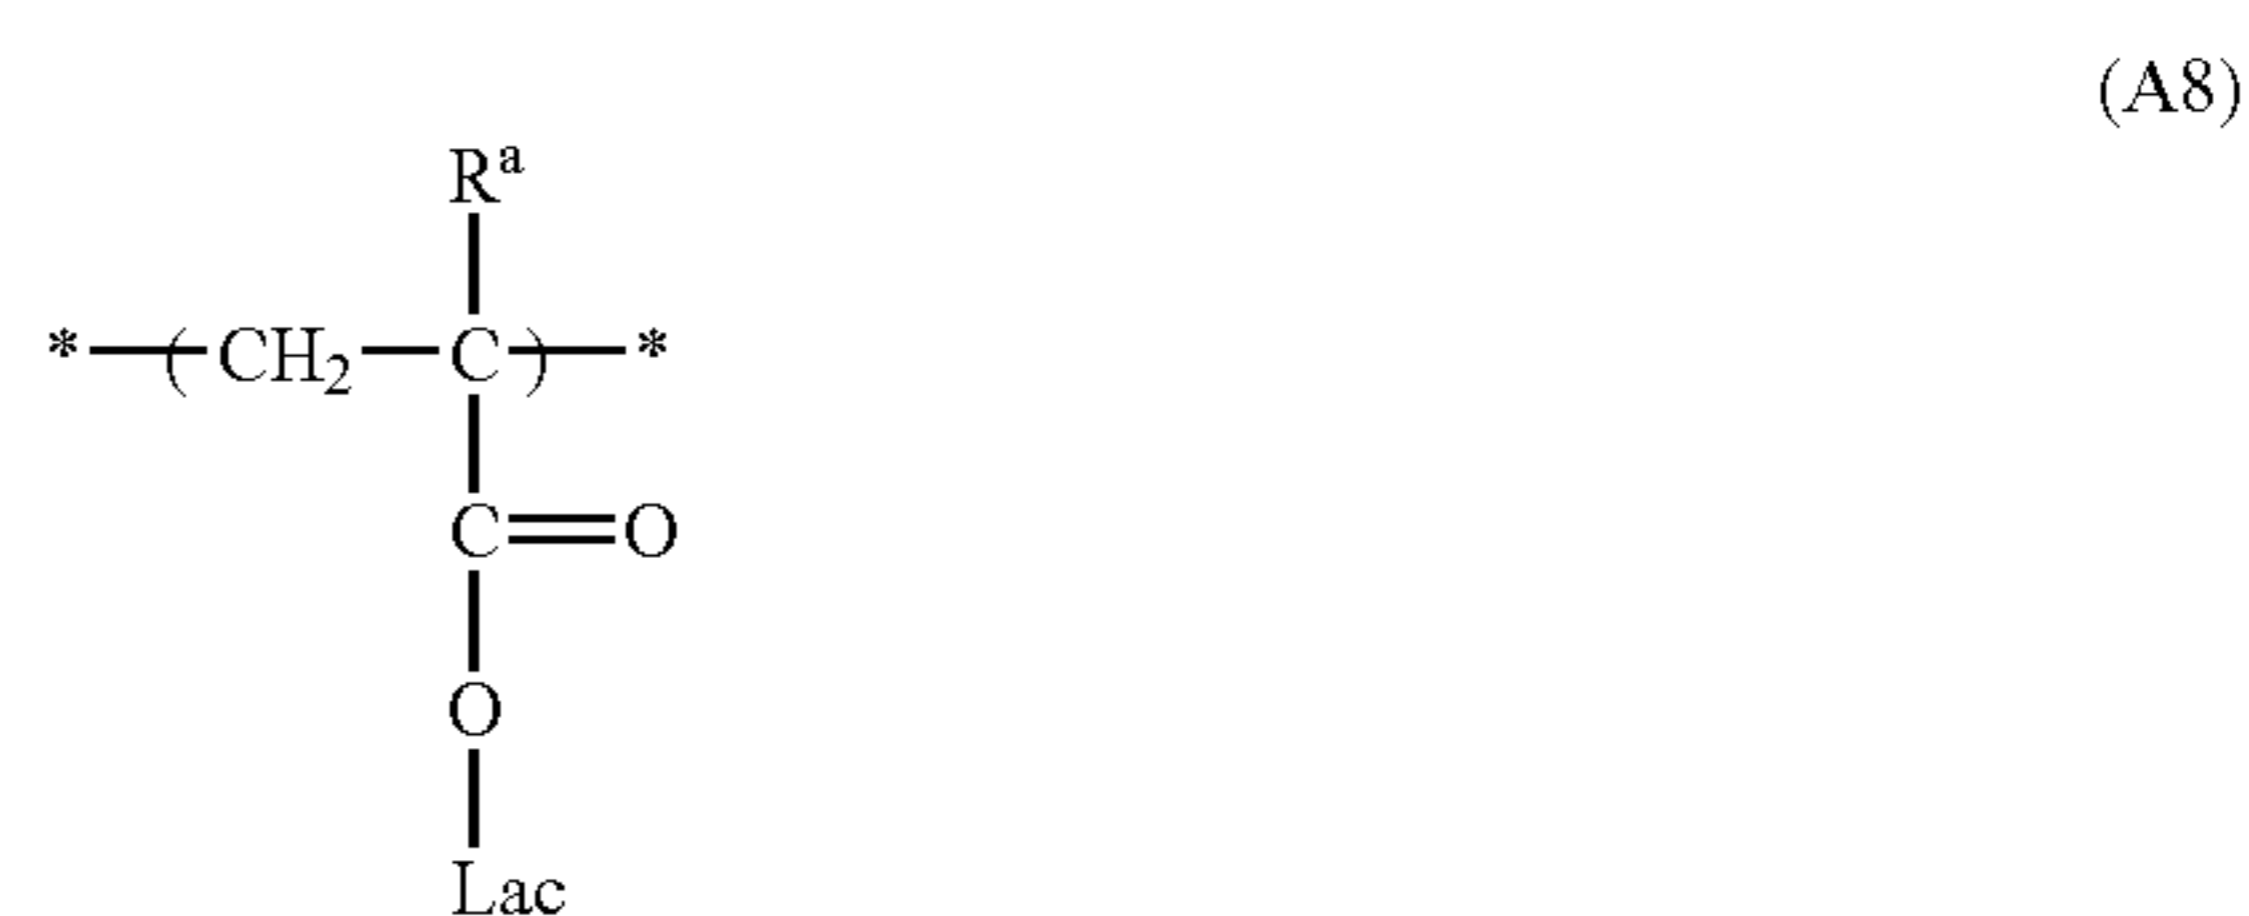 (A8)
Rᵃ
*—(CH₂—C)—*
C=O
O
Lac